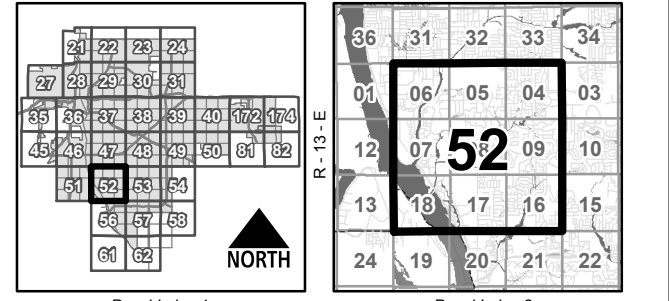 21 22 23 24
27 28 29 30 31
35 36 37 38 39 40 172 174
45 46 47 48 49 50 81 82
51 52 53 54
56 57 58
61 62
NORTH
R - 13 - E
36 31 32 33 34
01 06 05 04 03
12 07 08 09 10
52
13 18 17 16 15
24 19 20 21 22